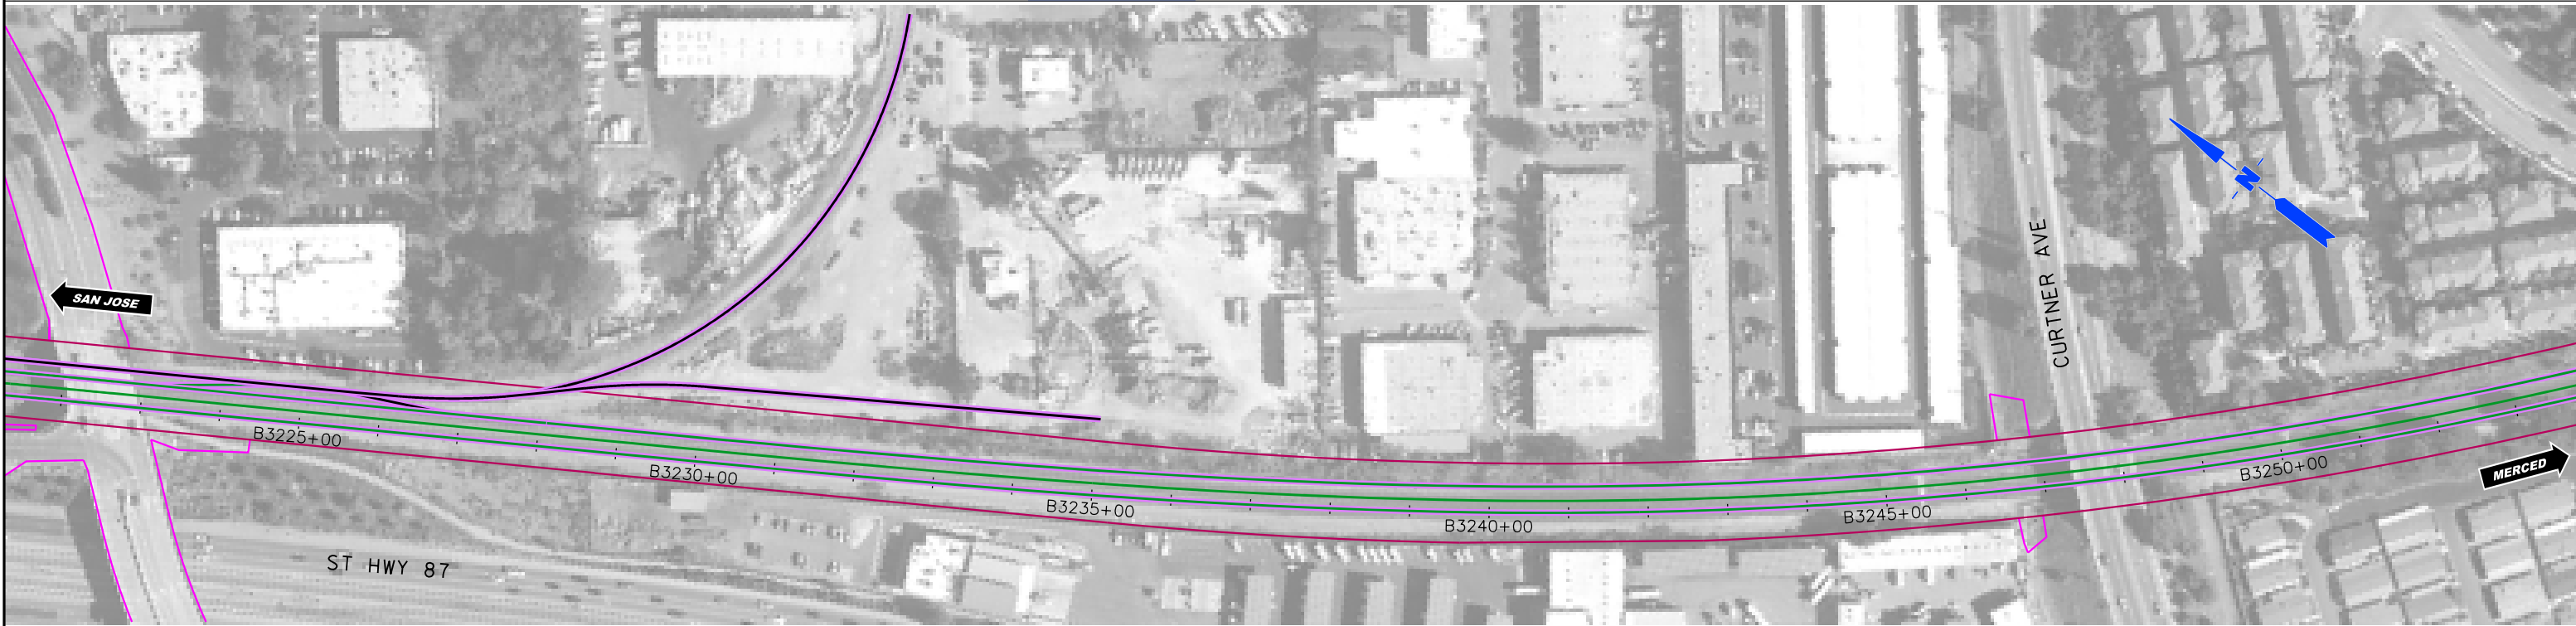 N
CURTNER AVE
SAN JOSE
B3225+00
B3230+00
B3235+00
B3240+00
B3245+00
B3250+00
MERCED
ST HWY 87